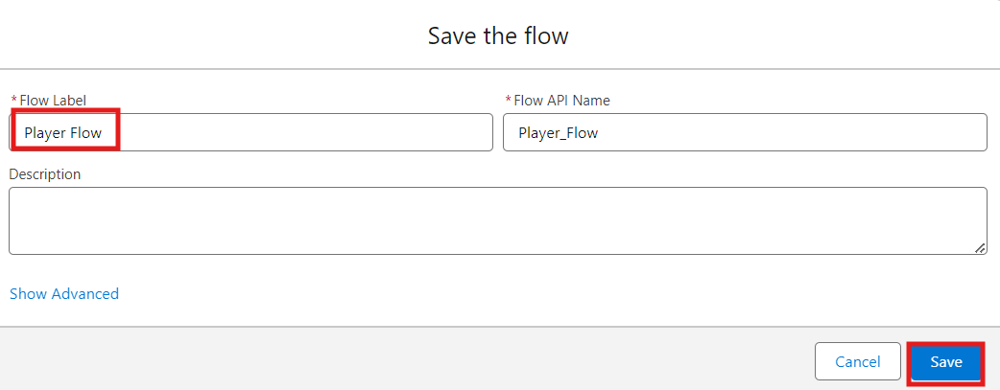 Save the flow
* Flow Label
* Flow API Name
Player Flow
Player_Flow
Description
Show Advanced
Cancel
Save